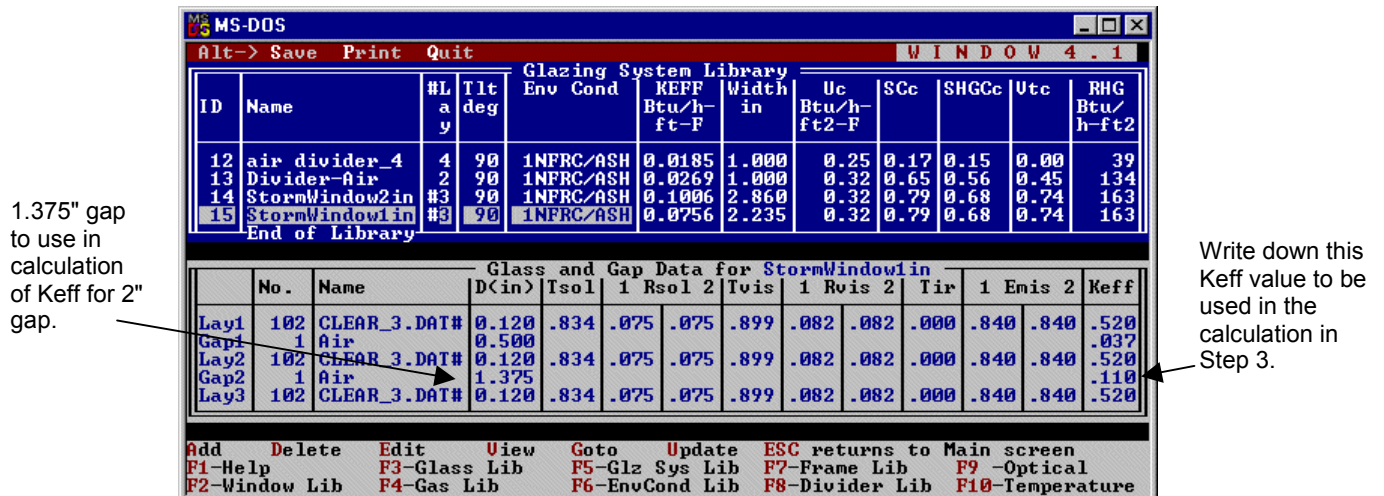 MS-DOS
Alt-> Save Print Quit WINDOW 4.1
Glazing System Library
ID Name #Lay Tlt deg Env Cond KEFF Btu/h-ft-F Width in Uc Btu/h-ft2-F SCc SHGCc Vtc RHG Btu/h-ft2
12 air divider_4 4 90 1NFRC/ASH 0.0185 1.000 0.25 0.17 0.15 0.00 39
13 Divider-Air 2 90 1NFRC/ASH 0.0269 1.000 0.32 0.65 0.56 0.45 134
14 StormWindow2in #3 90 1NFRC/ASH 0.1006 2.860 0.32 0.79 0.68 0.74 163
15 StormWindow1in #3 90 1NFRC/ASH 0.0756 2.235 0.32 0.79 0.68 0.74 163
End of Library
1.375" gap
to use in
calculation
of Keff for 2"
gap.
Glass and Gap Data for StormWindow1in
No. Name D(in) Tsol 1 Rsol 2 Tvis 1 Rvis 2 Tir 1 Emis 2 Keff
Lay1 102 CLEAR_3.DAT# 0.120 .834 .075 .075 .899 .082 .082 .000 .840 .840 .520
Gap1 1 Air 0.500 .037
Lay2 102 CLEAR_3.DAT# 0.120 .834 .075 .075 .899 .082 .082 .000 .840 .840 .520
Gap2 1 Air 1.375 .110
Lay3 102 CLEAR_3.DAT# 0.120 .834 .075 .075 .899 .082 .082 .000 .840 .840 .520
Write down this
Keff value to be
used in the
calculation in
Step 3.
Add Delete Edit View Goto Update ESC returns to Main screen
F1-Help F3-Glass Lib F5-Glz Sys Lib F7-Frame Lib F9 -Optical
F2-Window Lib F4-Gas Lib F6-EnvCond Lib F8-Divider Lib F10-Temperature